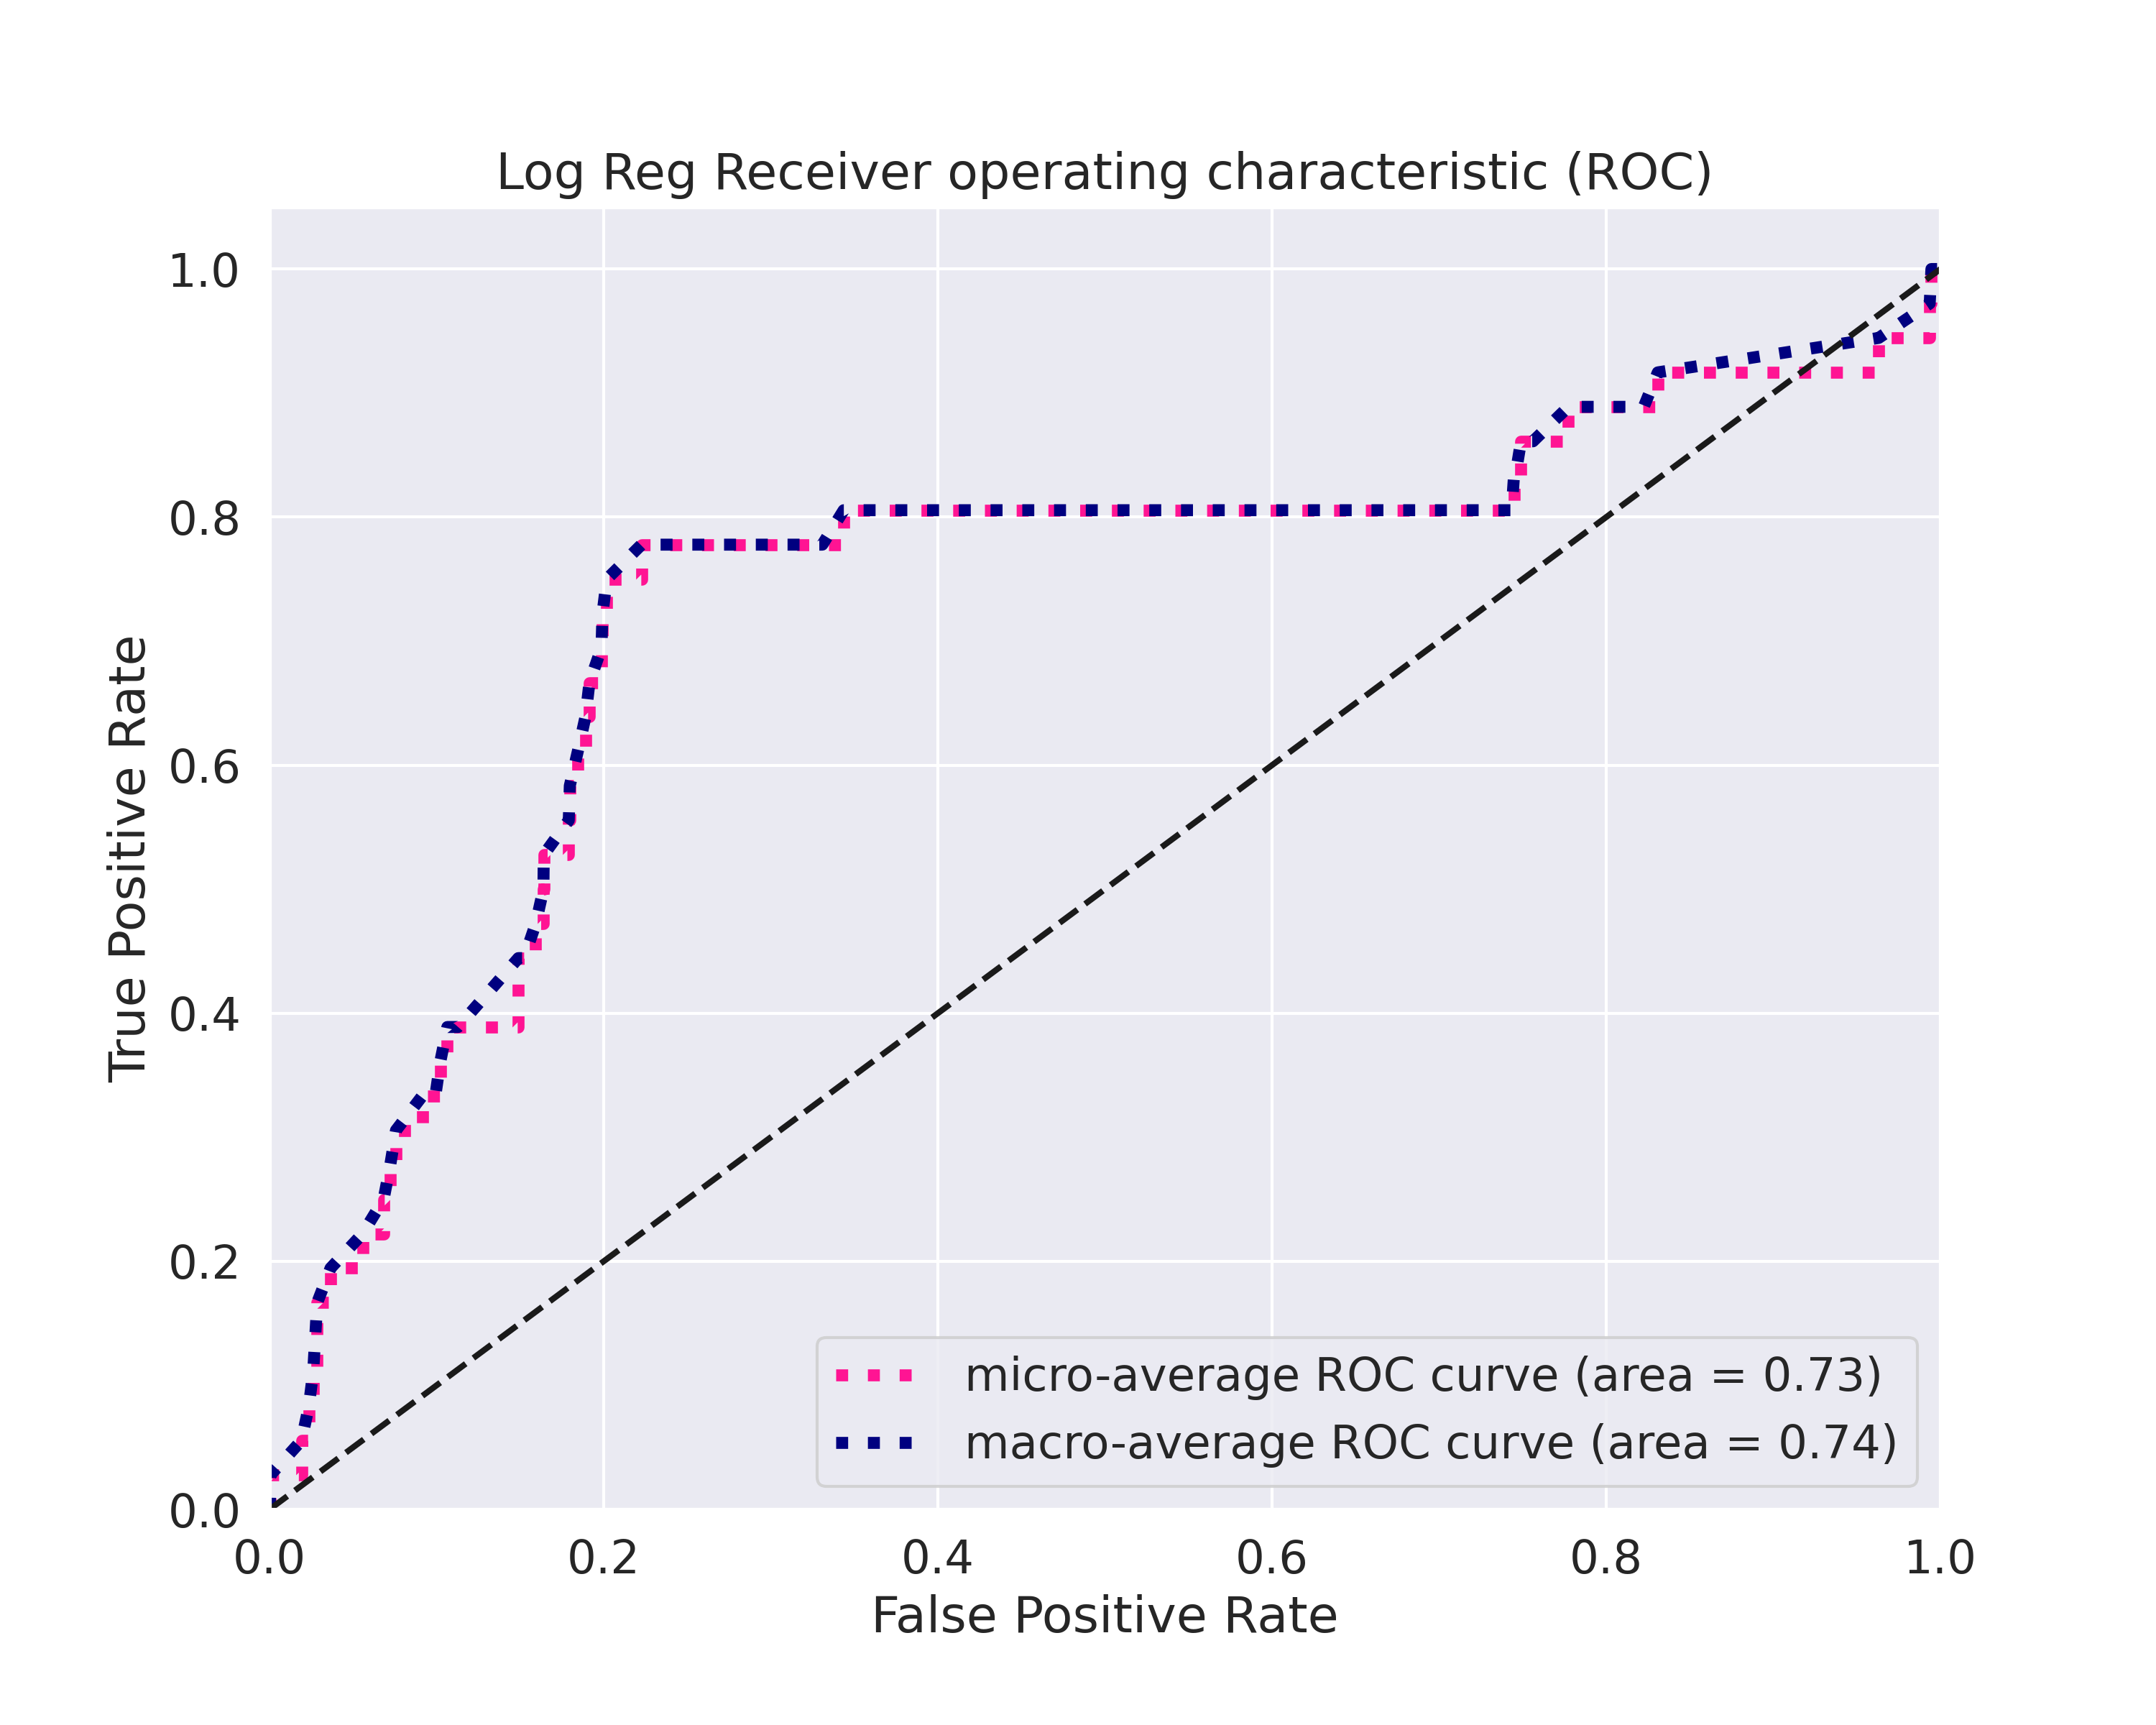 Log Reg Receiver operating characteristic (ROC)
1.0
0.8
0.6
0.4
0.2
0.0
True Positive Rate
0.0 0.2 0.4 0.6 0.8 1.0
False Positive Rate
micro-average ROC curve (area = 0.73)
macro-average ROC curve (area = 0.74)